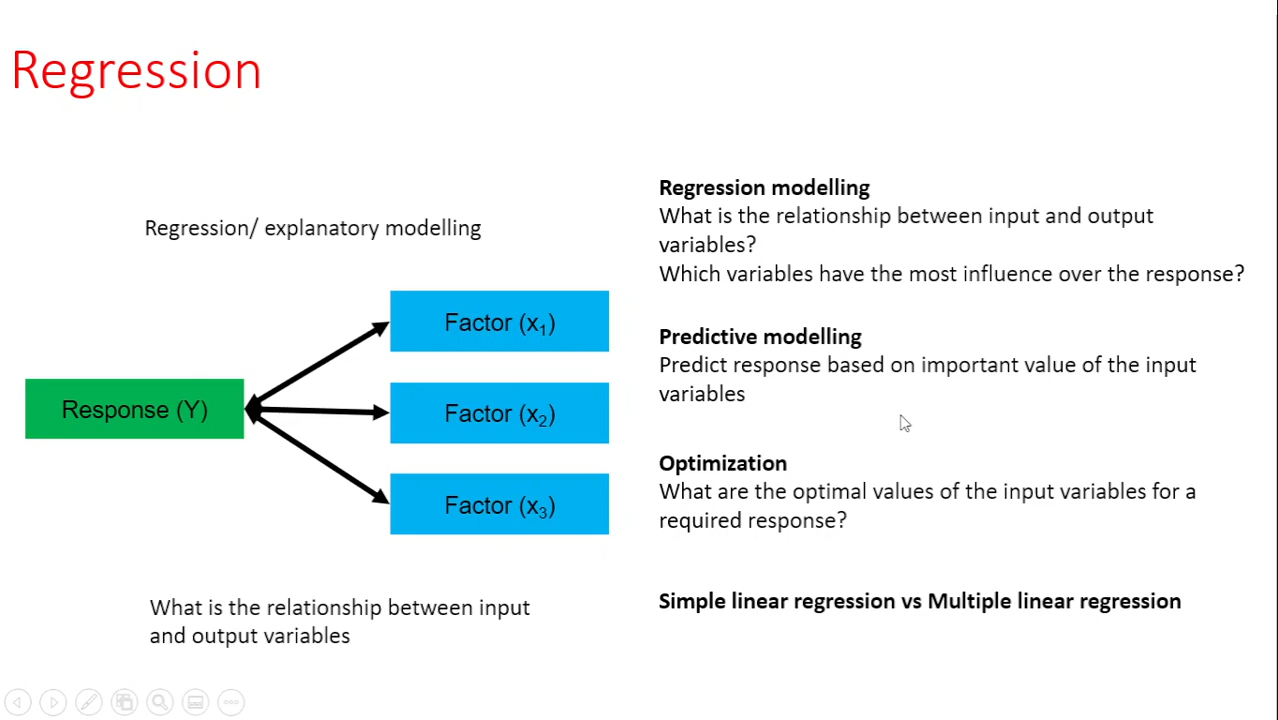 Regression
Regression/ explanatory modelling
Response (Y)
Factor (x₁)
Factor (x₂)
Factor (x₃)
What is the relationship between input
and output variables
Regression modelling
What is the relationship between input and output
variables?
Which variables have the most influence over the response?
Predictive modelling
Predict response based on important value of the input
variables
Optimization
What are the optimal values of the input variables for a
required response?
Simple linear regression vs Multiple linear regression